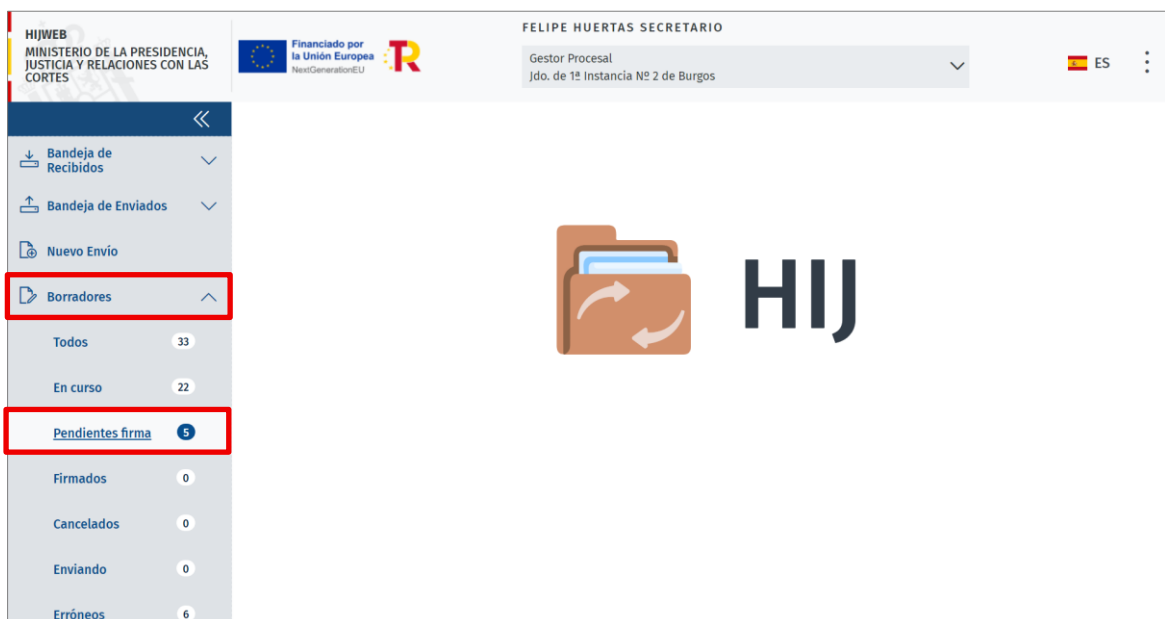 HIJWEB
MINISTERIO DE LA PRESIDENCIA,
JUSTICIA Y RELACIONES CON LAS
CORTES
Financiado por
la Unión Europea
NextGenerationEU
R
FELIPE HUERTAS SECRETARIO
Gestor Procesal
Jdo. de 1ª Instancia Nº 2 de Burgos
ES
Bandeja de
Recibidos
Bandeja de Enviados
Nuevo Envío
Borradores
Todos 33
En curso 22
Pendientes firma 5
Firmados 0
Cancelados 0
Enviando 0
Erróneos 6
HIJ